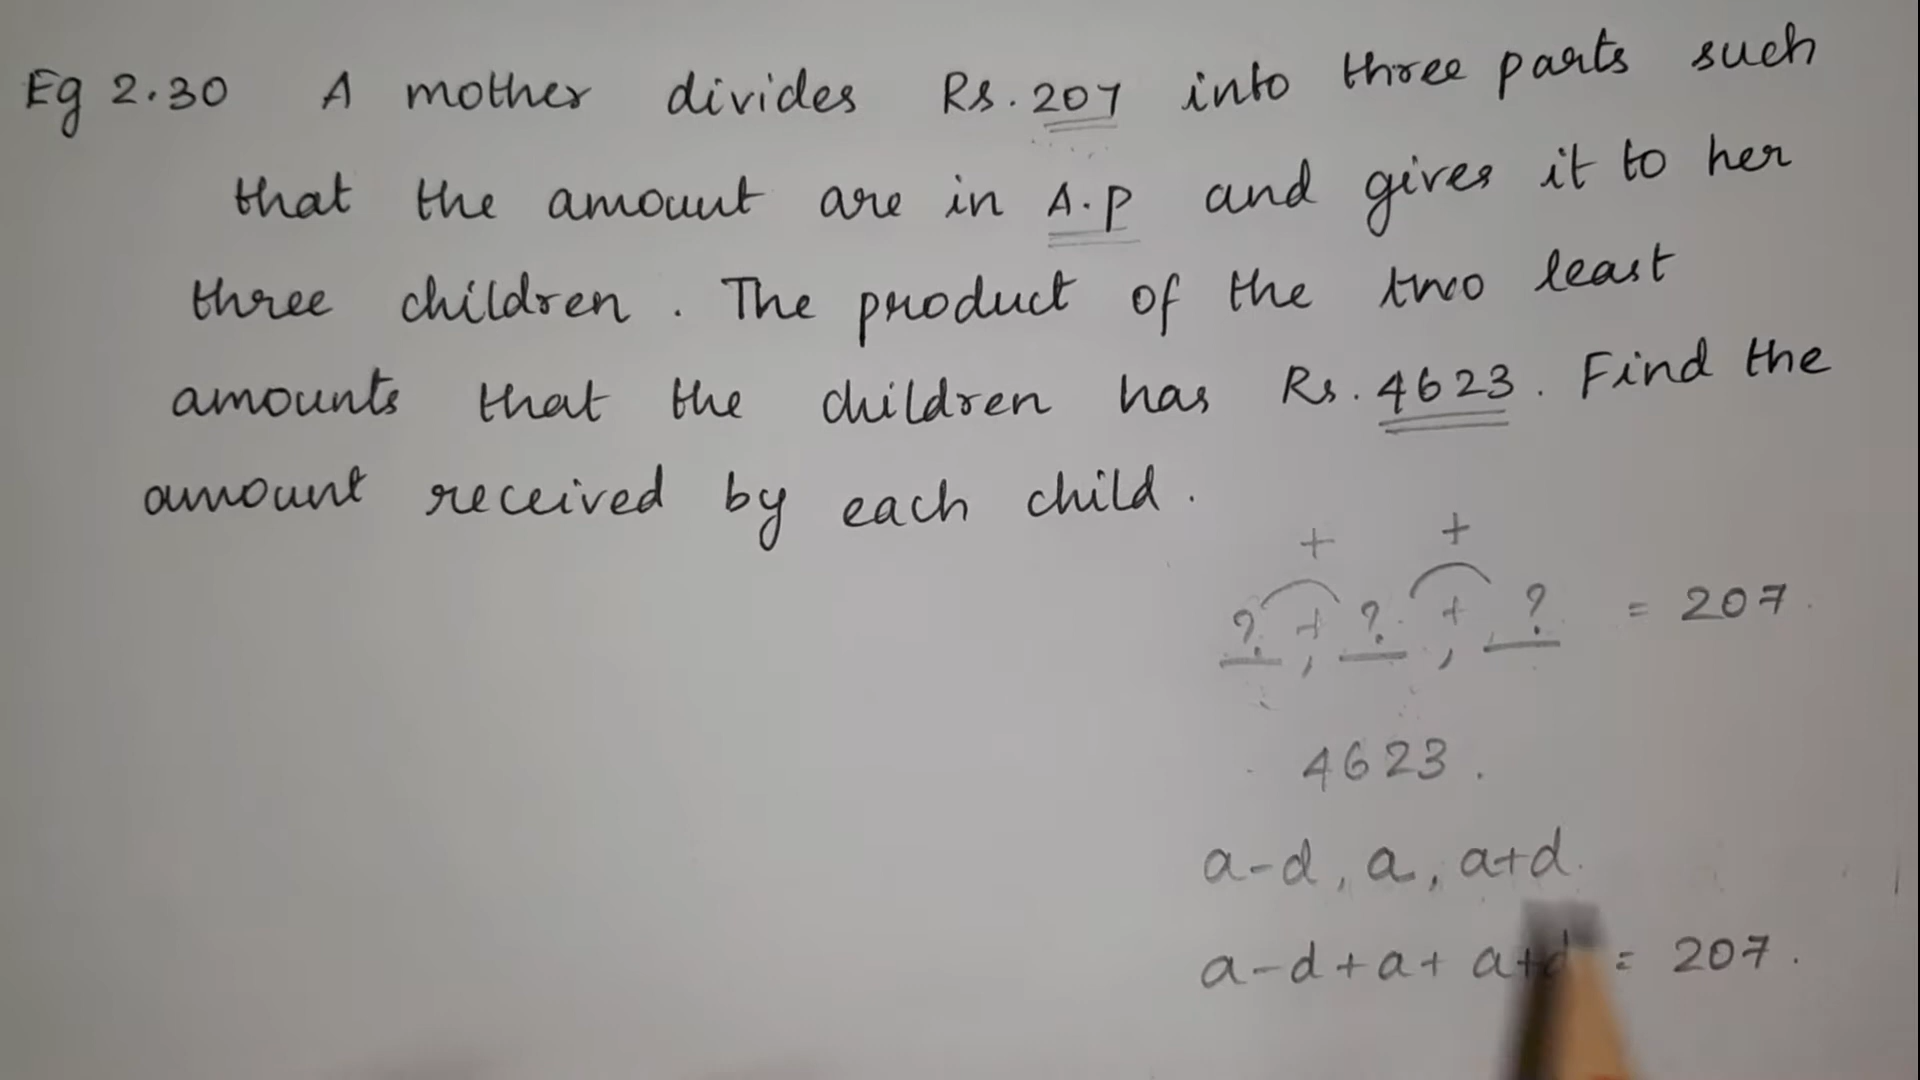 Eg 2.30 A mother divides Rs. 207 into three parts such
that the amount are in A.P and gives it to her
three children. The product of the two least
amounts that the children has Rs. 4623. Find the
amount received by each child.
+ +
? + ? + ? = 207.
4623.
a-d, a, a+d.
a-d+a+ a+d = 207.